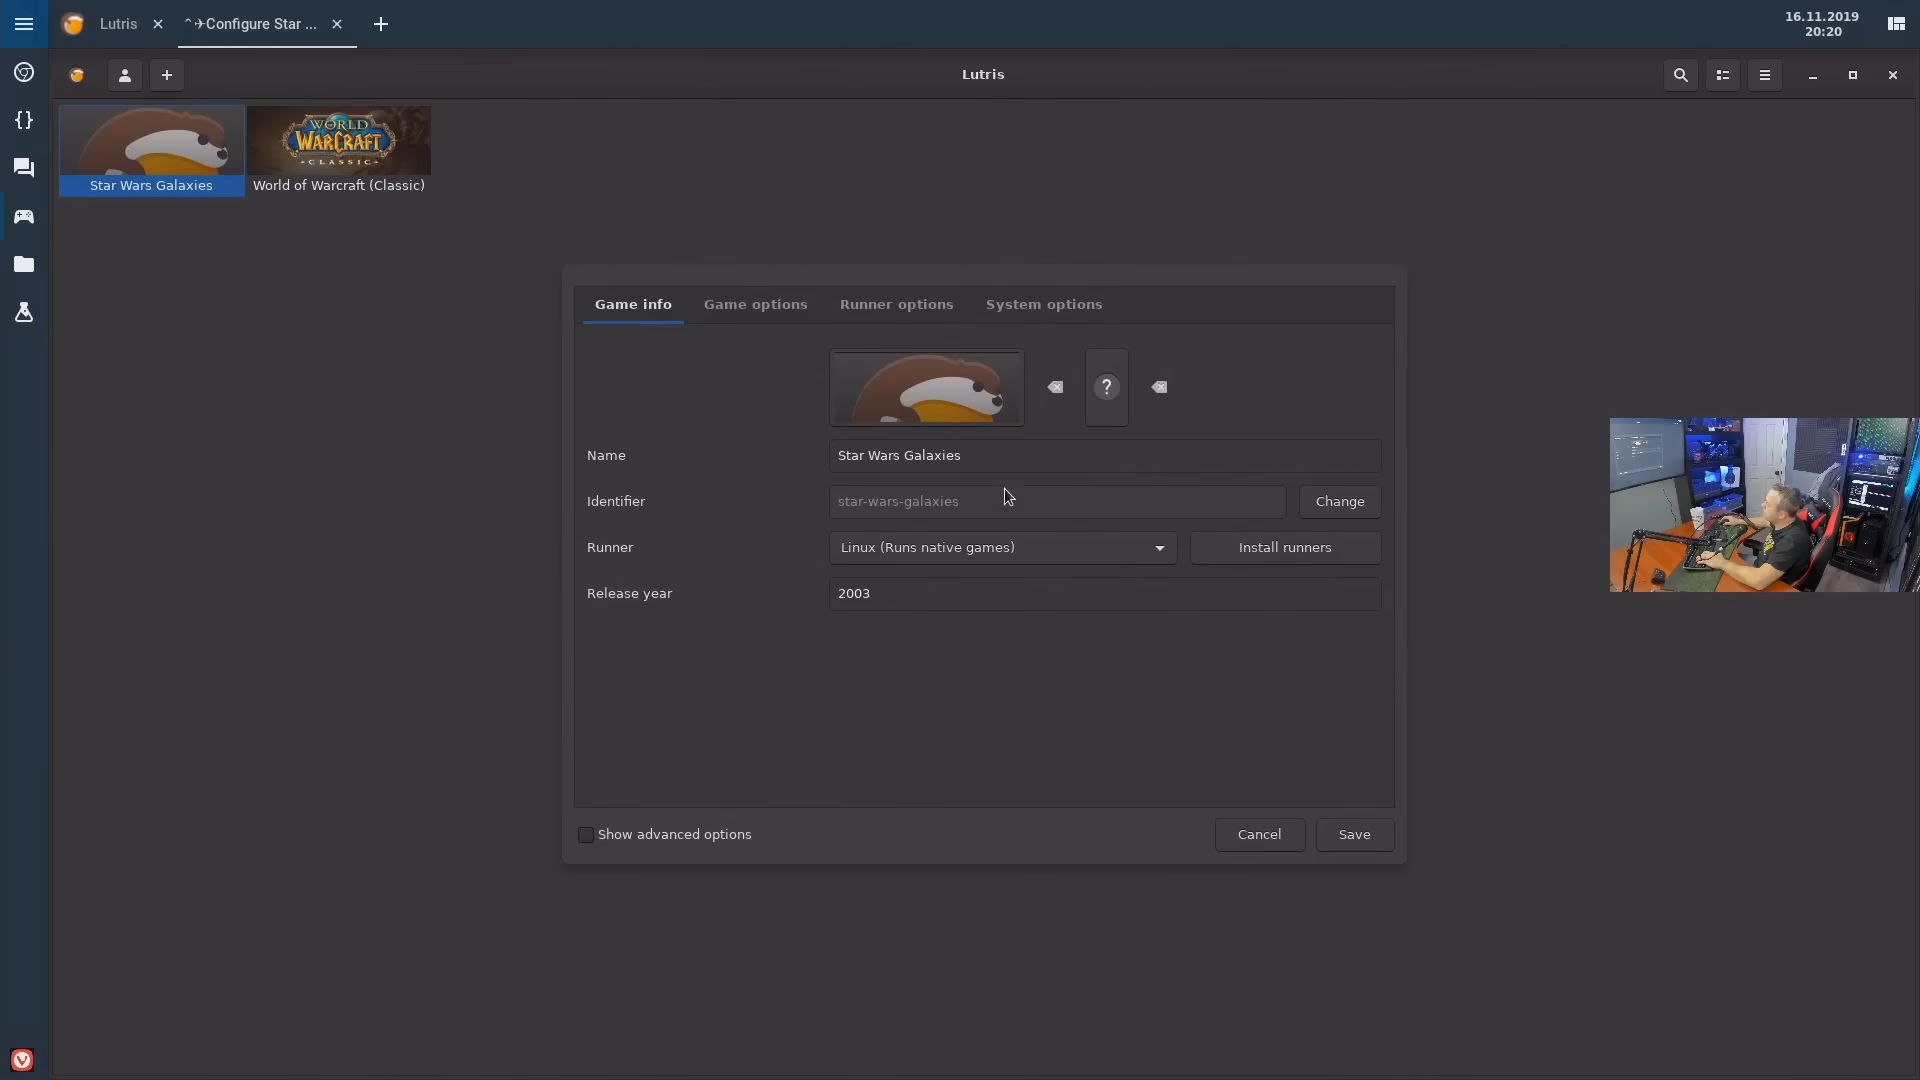 Lutris
^✈Configure Star ...
16.11.2019
20:20
Lutris
WORLD
WARCRAFT
CLASSIC
Star Wars Galaxies
World of Warcraft (Classic)
Game info
Game options
Runner options
System options
?
Name
Star Wars Galaxies
Identifier
star-wars-galaxies
Change
Runner
Linux (Runs native games)
Install runners
Release year
2003
Show advanced options
Cancel
Save